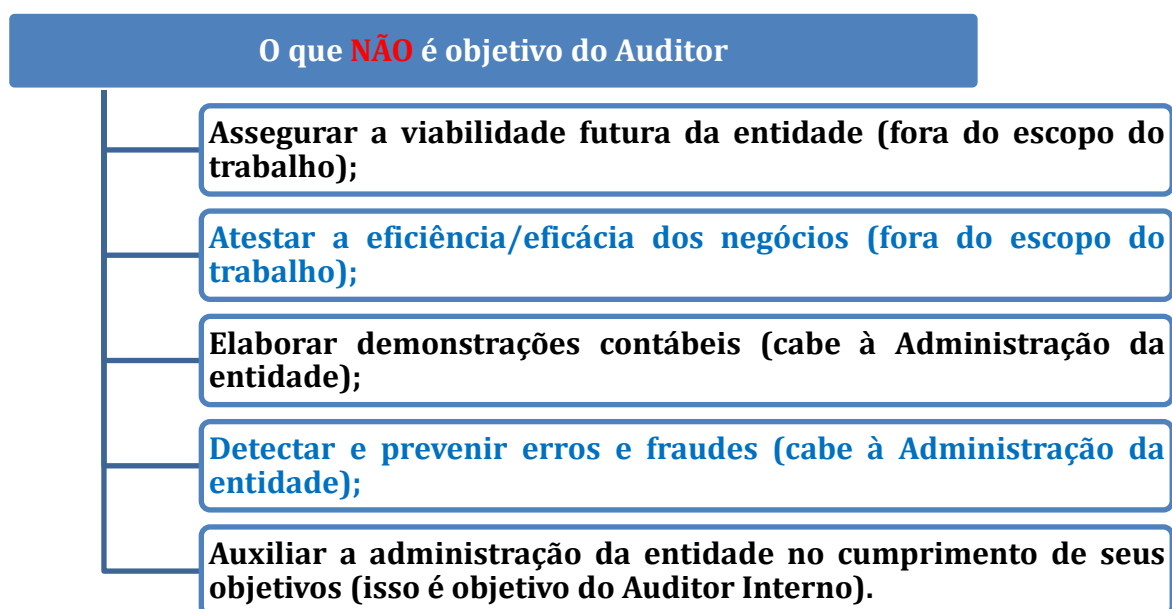 O que NÃO é objetivo do Auditor
Assegurar a viabilidade futura da entidade (fora do escopo do
trabalho);
Atestar a eficiência/eficácia dos negócios (fora do escopo do
trabalho);
Elaborar demonstrações contábeis (cabe à Administração da
entidade);
Detectar e prevenir erros e fraudes (cabe à Administração da
entidade);
Auxiliar a administração da entidade no cumprimento de seus
objetivos (isso é objetivo do Auditor Interno).